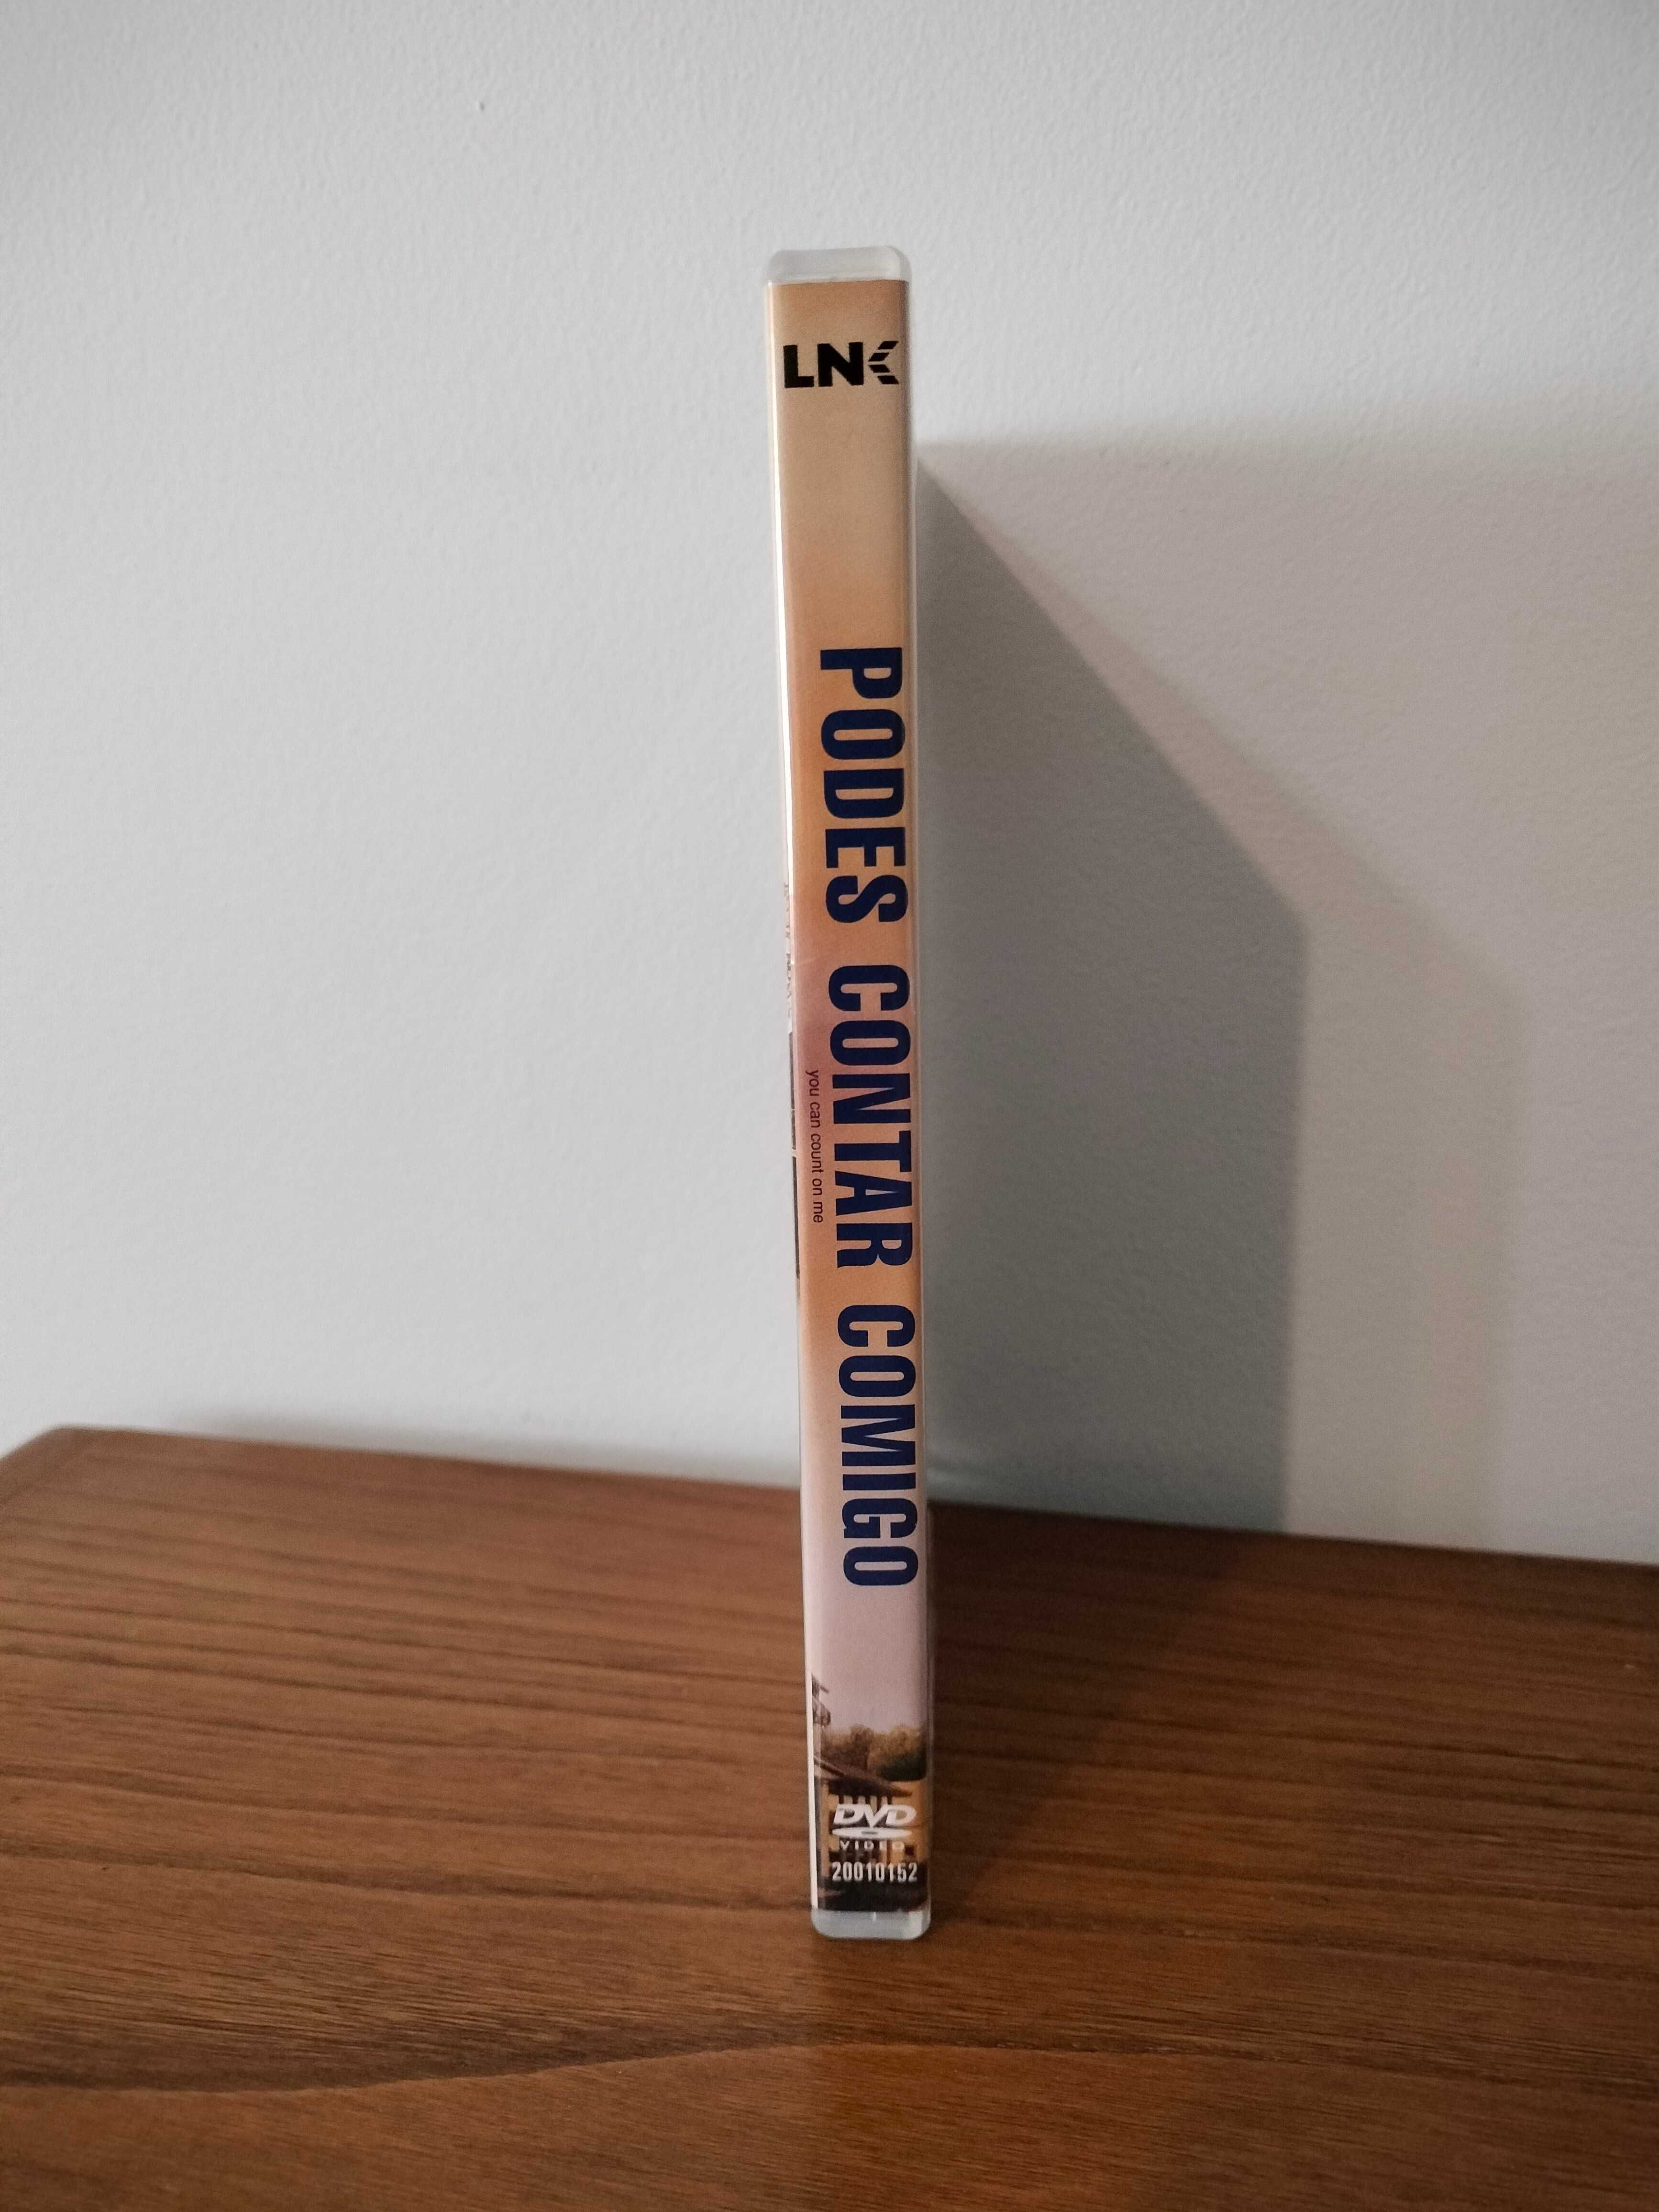 LNK
PODES CONTAR COMIGO
you can count on me
DVD
VIDEO
20010152